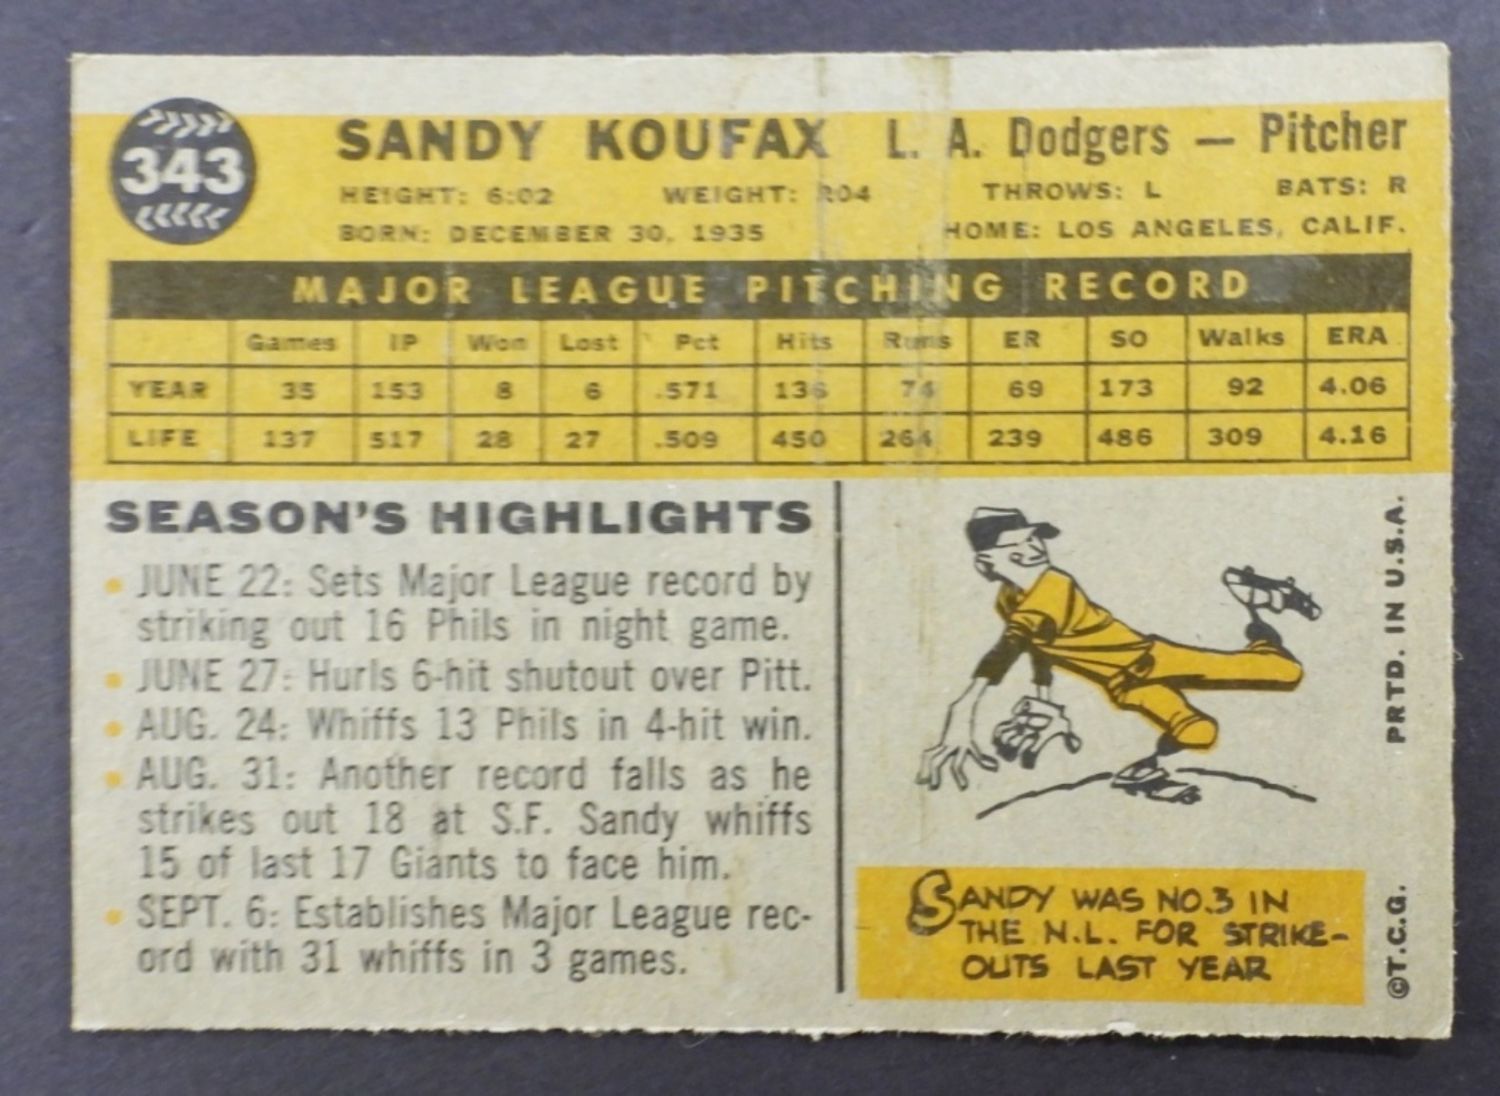 343
SANDY KOUFAX L. A. Dodgers — Pitcher
HEIGHT: 6:02 WEIGHT: 204 THROWS: L BATS: R
BORN: DECEMBER 30, 1935 HOME: LOS ANGELES, CALIF.
MAJOR LEAGUE PITCHING RECORD
Games IP Won Lost Pct Hits Runs ER SO Walks ERA
YEAR 35 153 8 6 .571 136 74 69 173 92 4.06
LIFE 137 517 28 27 .509 450 264 239 486 309 4.16
SEASON'S HIGHLIGHTS
• JUNE 22: Sets Major League record by
striking out 16 Phils in night game.
• JUNE 27: Hurls 6-hit shutout over Pitt.
• AUG. 24: Whiffs 13 Phils in 4-hit win.
• AUG. 31: Another record falls as he
strikes out 18 at S.F. Sandy whiffs
15 of last 17 Giants to face him.
• SEPT. 6: Establishes Major League rec-
ord with 31 whiffs in 3 games.
SANDY WAS NO.3 IN
THE N.L. FOR STRIKE-
OUTS LAST YEAR
©T.C.G. PRTD. IN U.S.A.